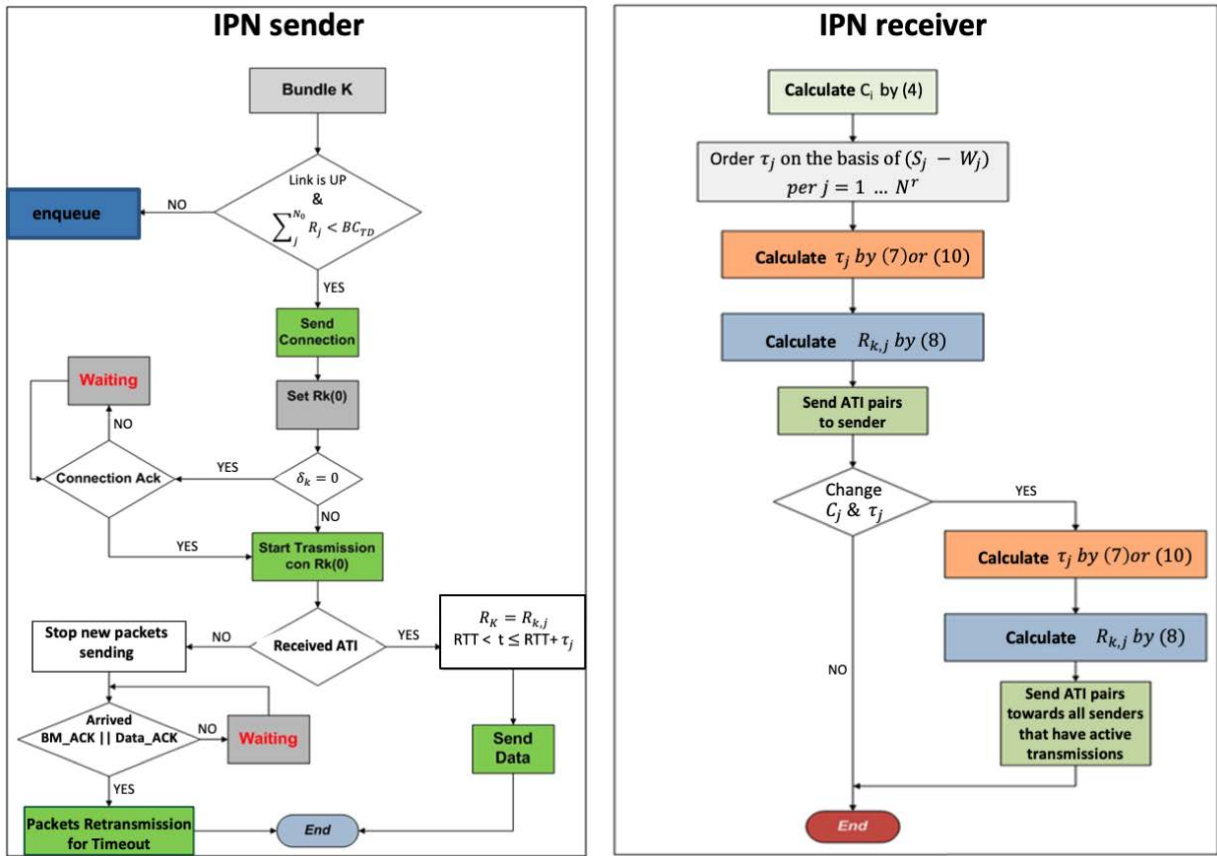 IPN sender
Bundle K
Link is UP
&
∑_j^{N_0} R_j < BC_{TD}
NO
enqueue
YES
Send
Connection
Set Rk(0)
δ_k = 0
YES
Connection Ack
NO
Waiting
NO
YES
Start Trasmission
con Rk(0)
Received ATI
NO
Stop new packets
sending
YES
R_K = R_{k,j}
RTT < t ≤ RTT+ τ_j
Arrived
BM_ACK || Data_ACK
NO
Waiting
Send
Data
YES
Packets Retransmission
for Timeout
End
IPN receiver
Calculate C_i by (4)
Order τ_j on the basis of (S_j − W_j)
per j = 1 … N^r
Calculate τ_j by (7)or (10)
Calculate R_{k,j} by (8)
Send ATI pairs
to sender
Change
C_j & τ_j
YES
Calculate τ_j by (7)or (10)
Calculate R_{k,j} by (8)
NO
Send ATI pairs
towards all senders
that have active
transmissions
End